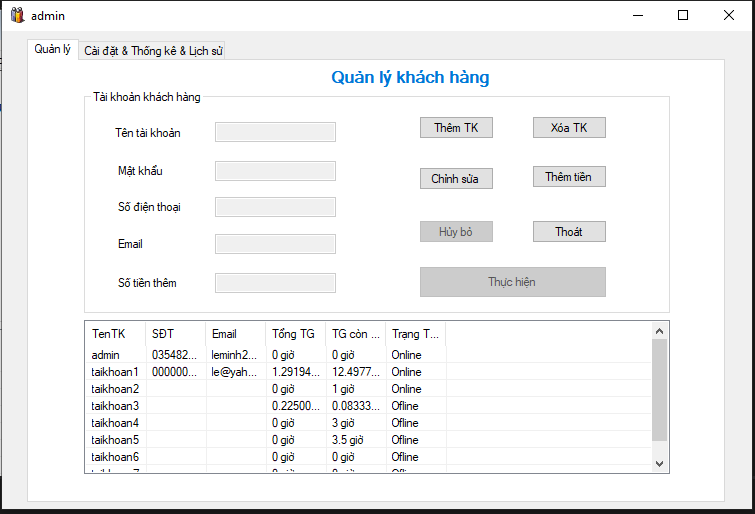 admin
Quản lý
Cài đặt & Thống kê & Lịch sử
Quản lý khách hàng
Tài khoản khách hàng
Tên tài khoản
Thêm TK
Xóa TK
Mật khẩu
Chỉnh sửa
Thêm tiền
Số điện thoại
Email
Hủy bỏ
Thoát
Số tiền thêm
Thực hiện
TenTK SĐT Email Tổng TG TG còn ... Trạng T...
admin 035482... leminh2... 0 giờ 0 giờ Online
taikhoan1 000000... le@yah... 1.29194... 12.4977... Online
taikhoan2 0 giờ 1 giờ Online
taikhoan3 0.22500... 0.08333... Ofline
taikhoan4 0 giờ 3 giờ Ofline
taikhoan5 0 giờ 3.5 giờ Ofline
taikhoan6 0 giờ 0 giờ Ofline